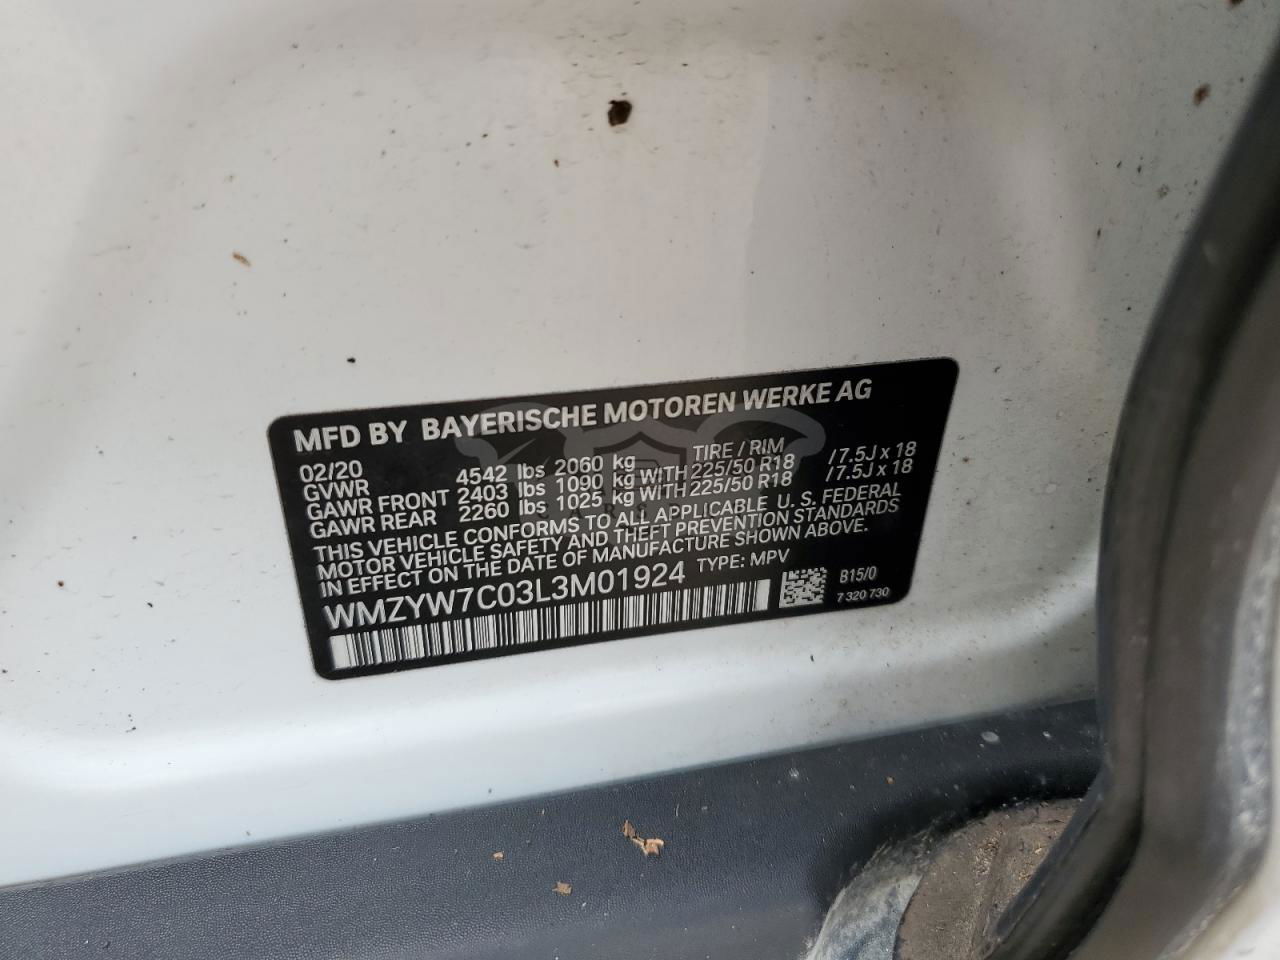 MFD BY BAYERISCHE MOTOREN WERKE AG
02/20 TIRE / RIM
GVWR 4542 lbs 2060 kg
GAWR FRONT 2403 lbs 1090 kg WITH 225/50 R18 /7.5J x 18
GAWR REAR 2260 lbs 1025 kg WITH 225/50 R18 /7.5J x 18
THIS VEHICLE CONFORMS TO ALL APPLICABLE U. S. FEDERAL
MOTOR VEHICLE SAFETY AND THEFT PREVENTION STANDARDS
IN EFFECT ON THE DATE OF MANUFACTURE SHOWN ABOVE.
WMZYW7C03L3M01924 TYPE: MPV
B15/0
7 320 730